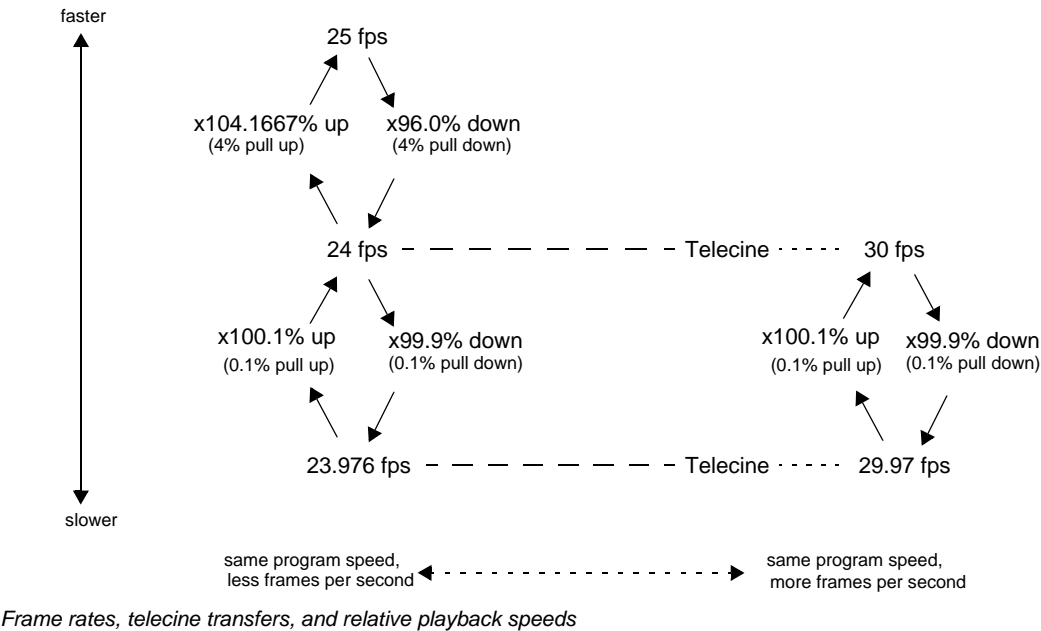 faster
25 fps
x104.1667% up
(4% pull up)
x96.0% down
(4% pull down)
24 fps
Telecine
30 fps
x100.1% up
(0.1% pull up)
x99.9% down
(0.1% pull down)
x100.1% up
(0.1% pull up)
x99.9% down
(0.1% pull down)
23.976 fps
Telecine
29.97 fps
slower
same program speed,
less frames per second
same program speed,
more frames per second
Frame rates, telecine transfers, and relative playback speeds